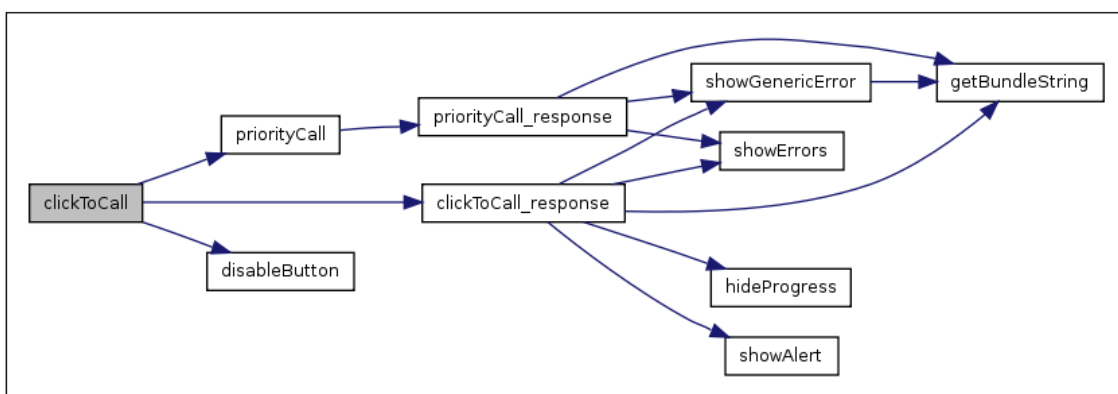 showGenericError
getBundleString
priorityCall_response
priorityCall
showErrors
clickToCall
clickToCall_response
disableButton
hideProgress
showAlert